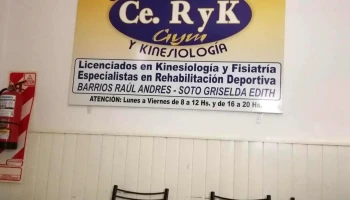 Ce. RyK
Gym
Y KINESIOLOGÍA
Licenciados en Kinesiología y Fisiatría
Especialistas en Rehabilitación Deportiva
BARRIOS RAÚL ANDRES - SOTO GRISELDA EDITH
ATENCIÓN: Lunes a Viernes de 8 a 12 Hs. y de 16 a 20 Hs.